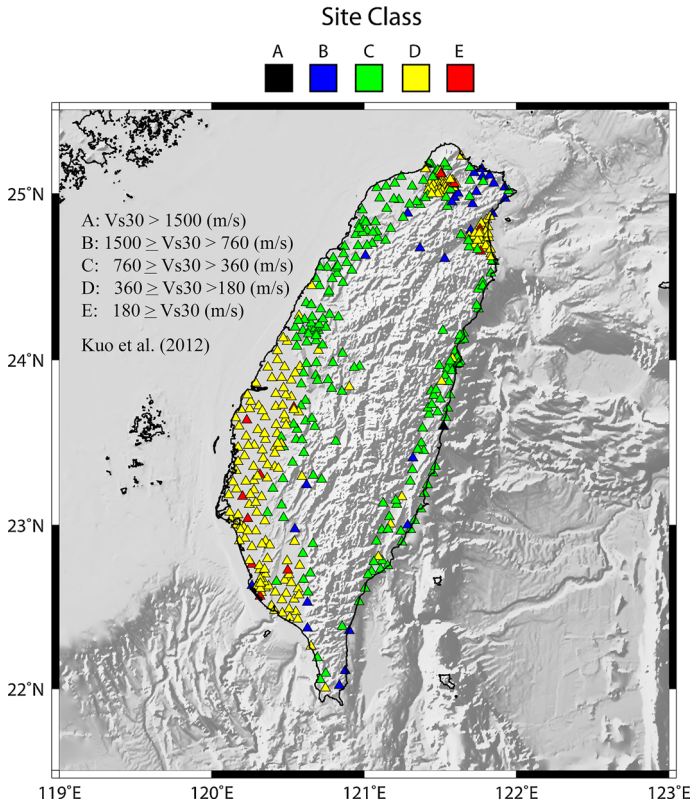 Site Class
A B C D E
25°N
A: Vs30 > 1500 (m/s)
B: 1500 ≥ Vs30 > 760 (m/s)
C: 760 ≥ Vs30 > 360 (m/s)
D: 360 ≥ Vs30 >180 (m/s)
E: 180 ≥ Vs30 (m/s)
Kuo et al. (2012)
24°N
23°N
22°N
119°E 120°E 121°E 122°E 123°E